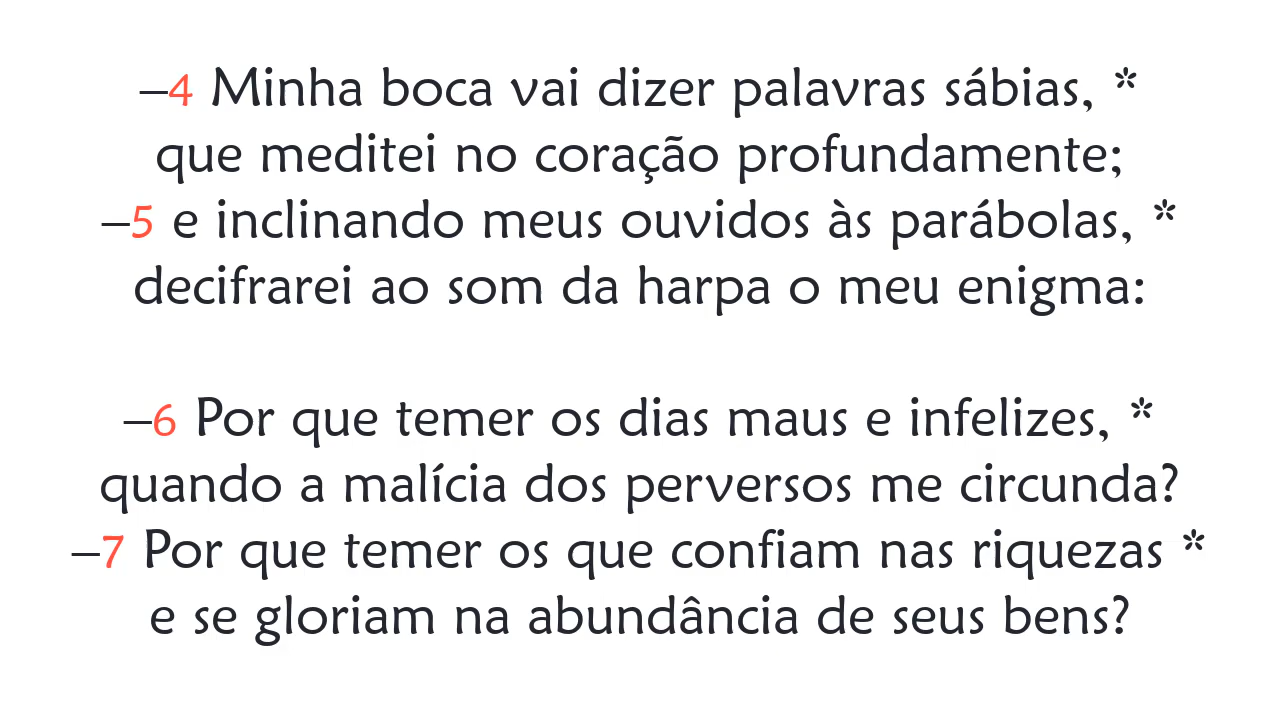 –4 Minha boca vai dizer palavras sábias, *
que meditei no coração profundamente;
–5 e inclinando meus ouvidos às parábolas, *
decifrarei ao som da harpa o meu enigma:
–6 Por que temer os dias maus e infelizes, *
quando a malícia dos perversos me circunda?
–7 Por que temer os que confiam nas riquezas *
e se gloriam na abundância de seus bens?